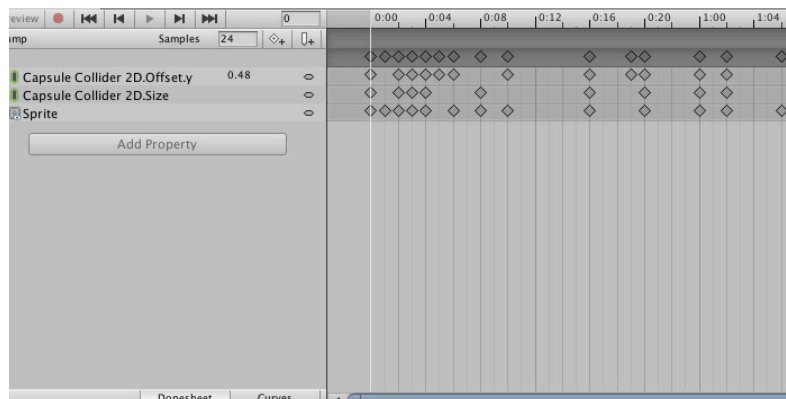 eview 0 0:00 0:04 0:08 0:12 0:16 0:20 1:00 1:04
ump Samples 24
Capsule Collider 2D.Offset.y 0.48
Capsule Collider 2D.Size
Sprite
Add Property
Dopesheet Curves